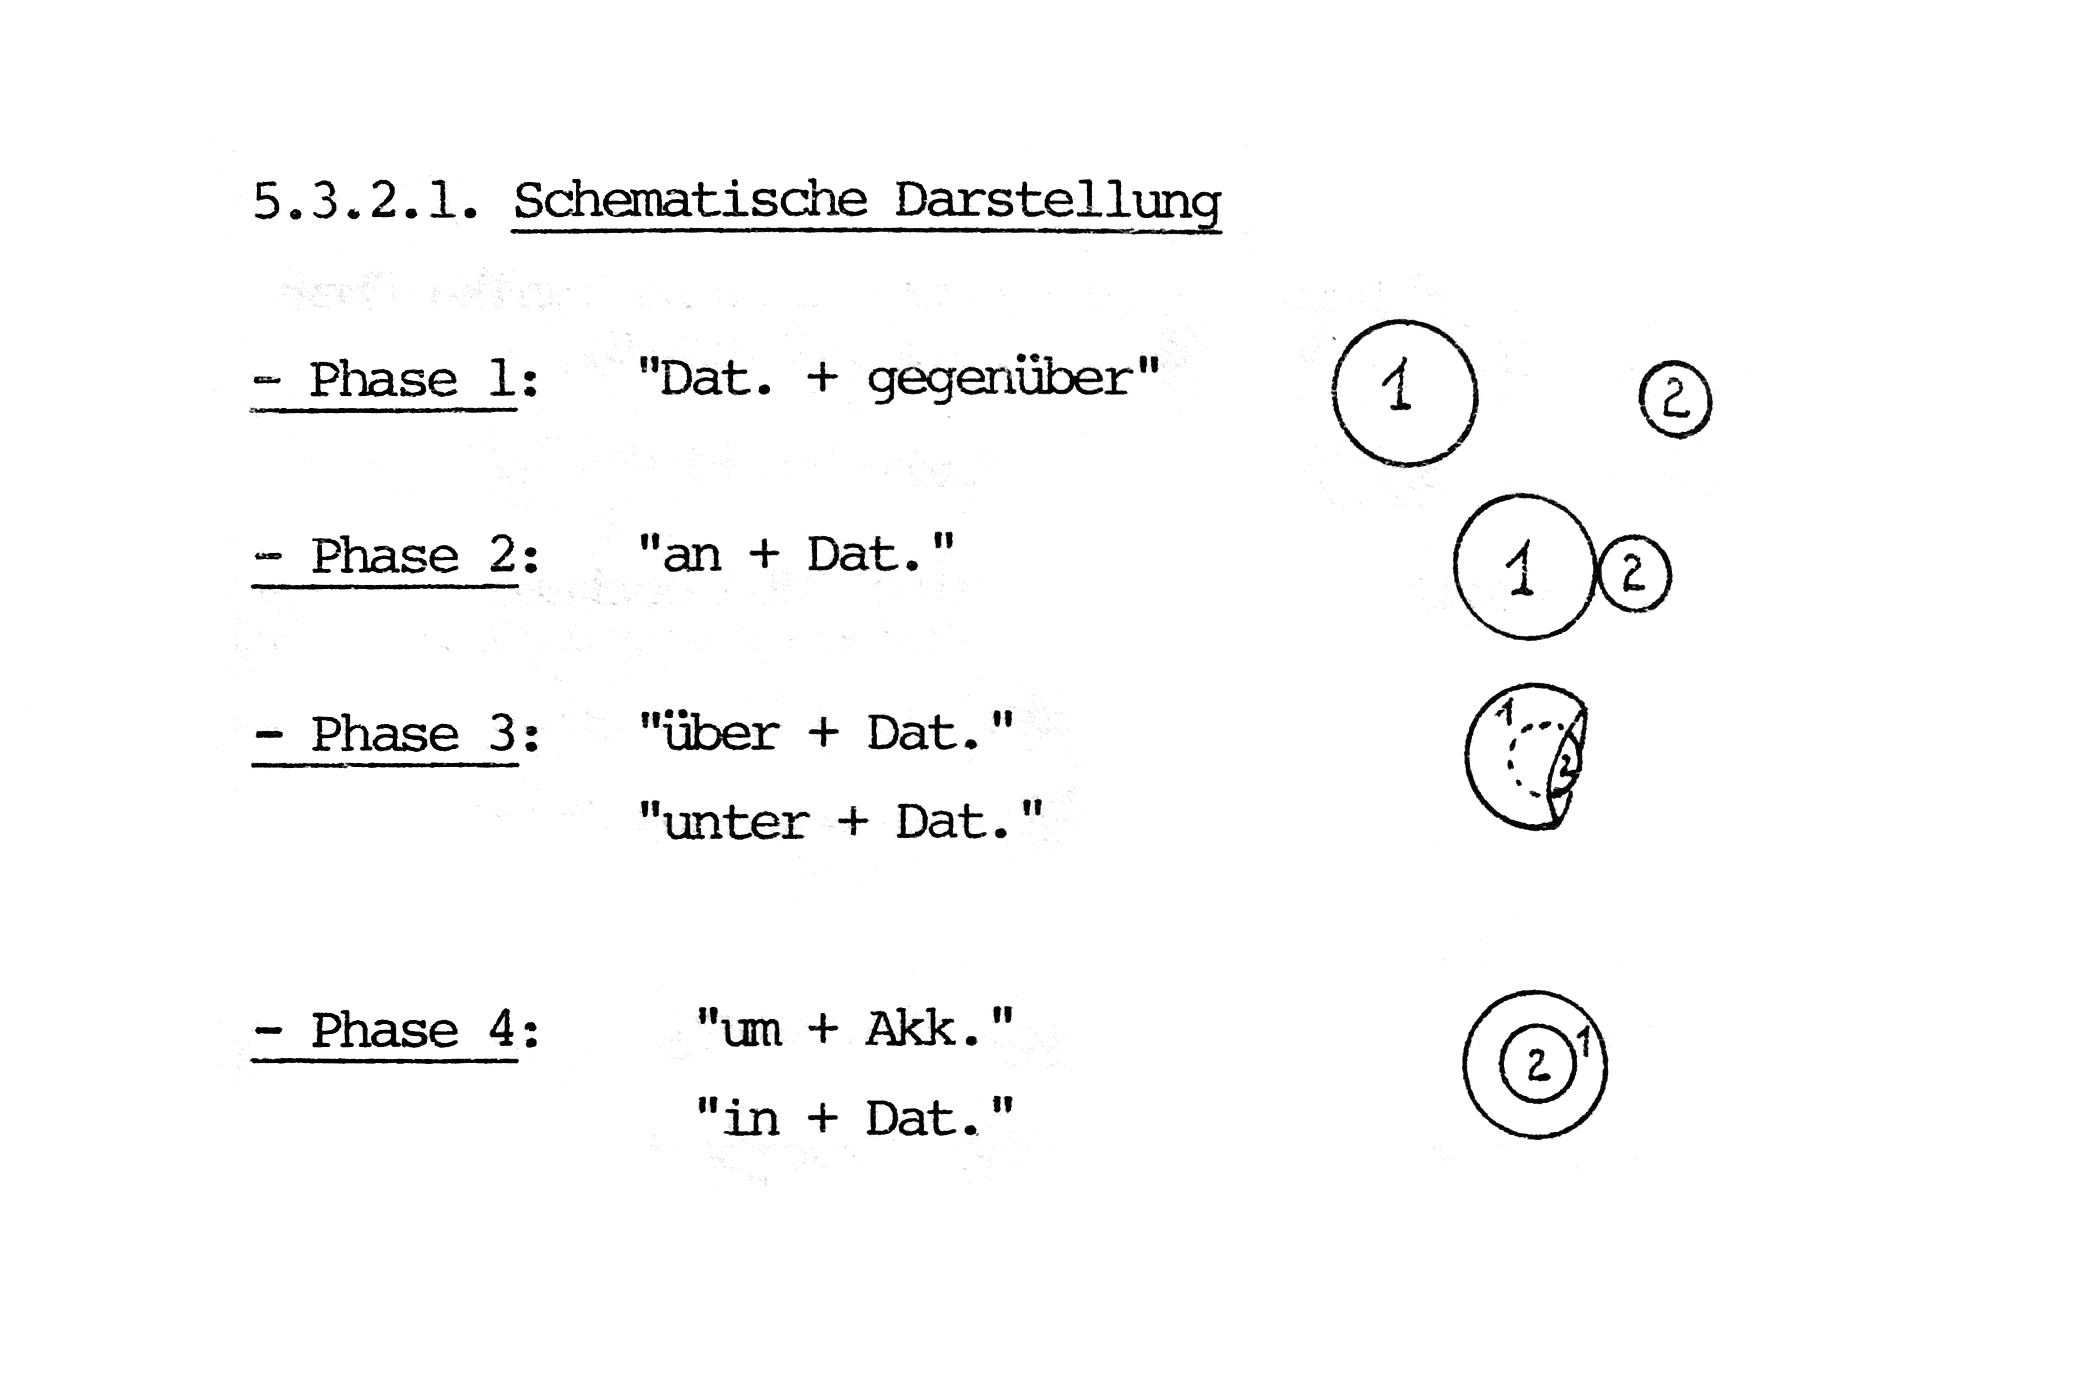 5.3.2.1. Schematische Darstellung
- Phase 1: "Dat. + gegenüber" 1 2
- Phase 2: "an + Dat." 1 2
- Phase 3: "über + Dat." 1 2
"unter + Dat."
- Phase 4: "um + Akk." 1 2
"in + Dat."